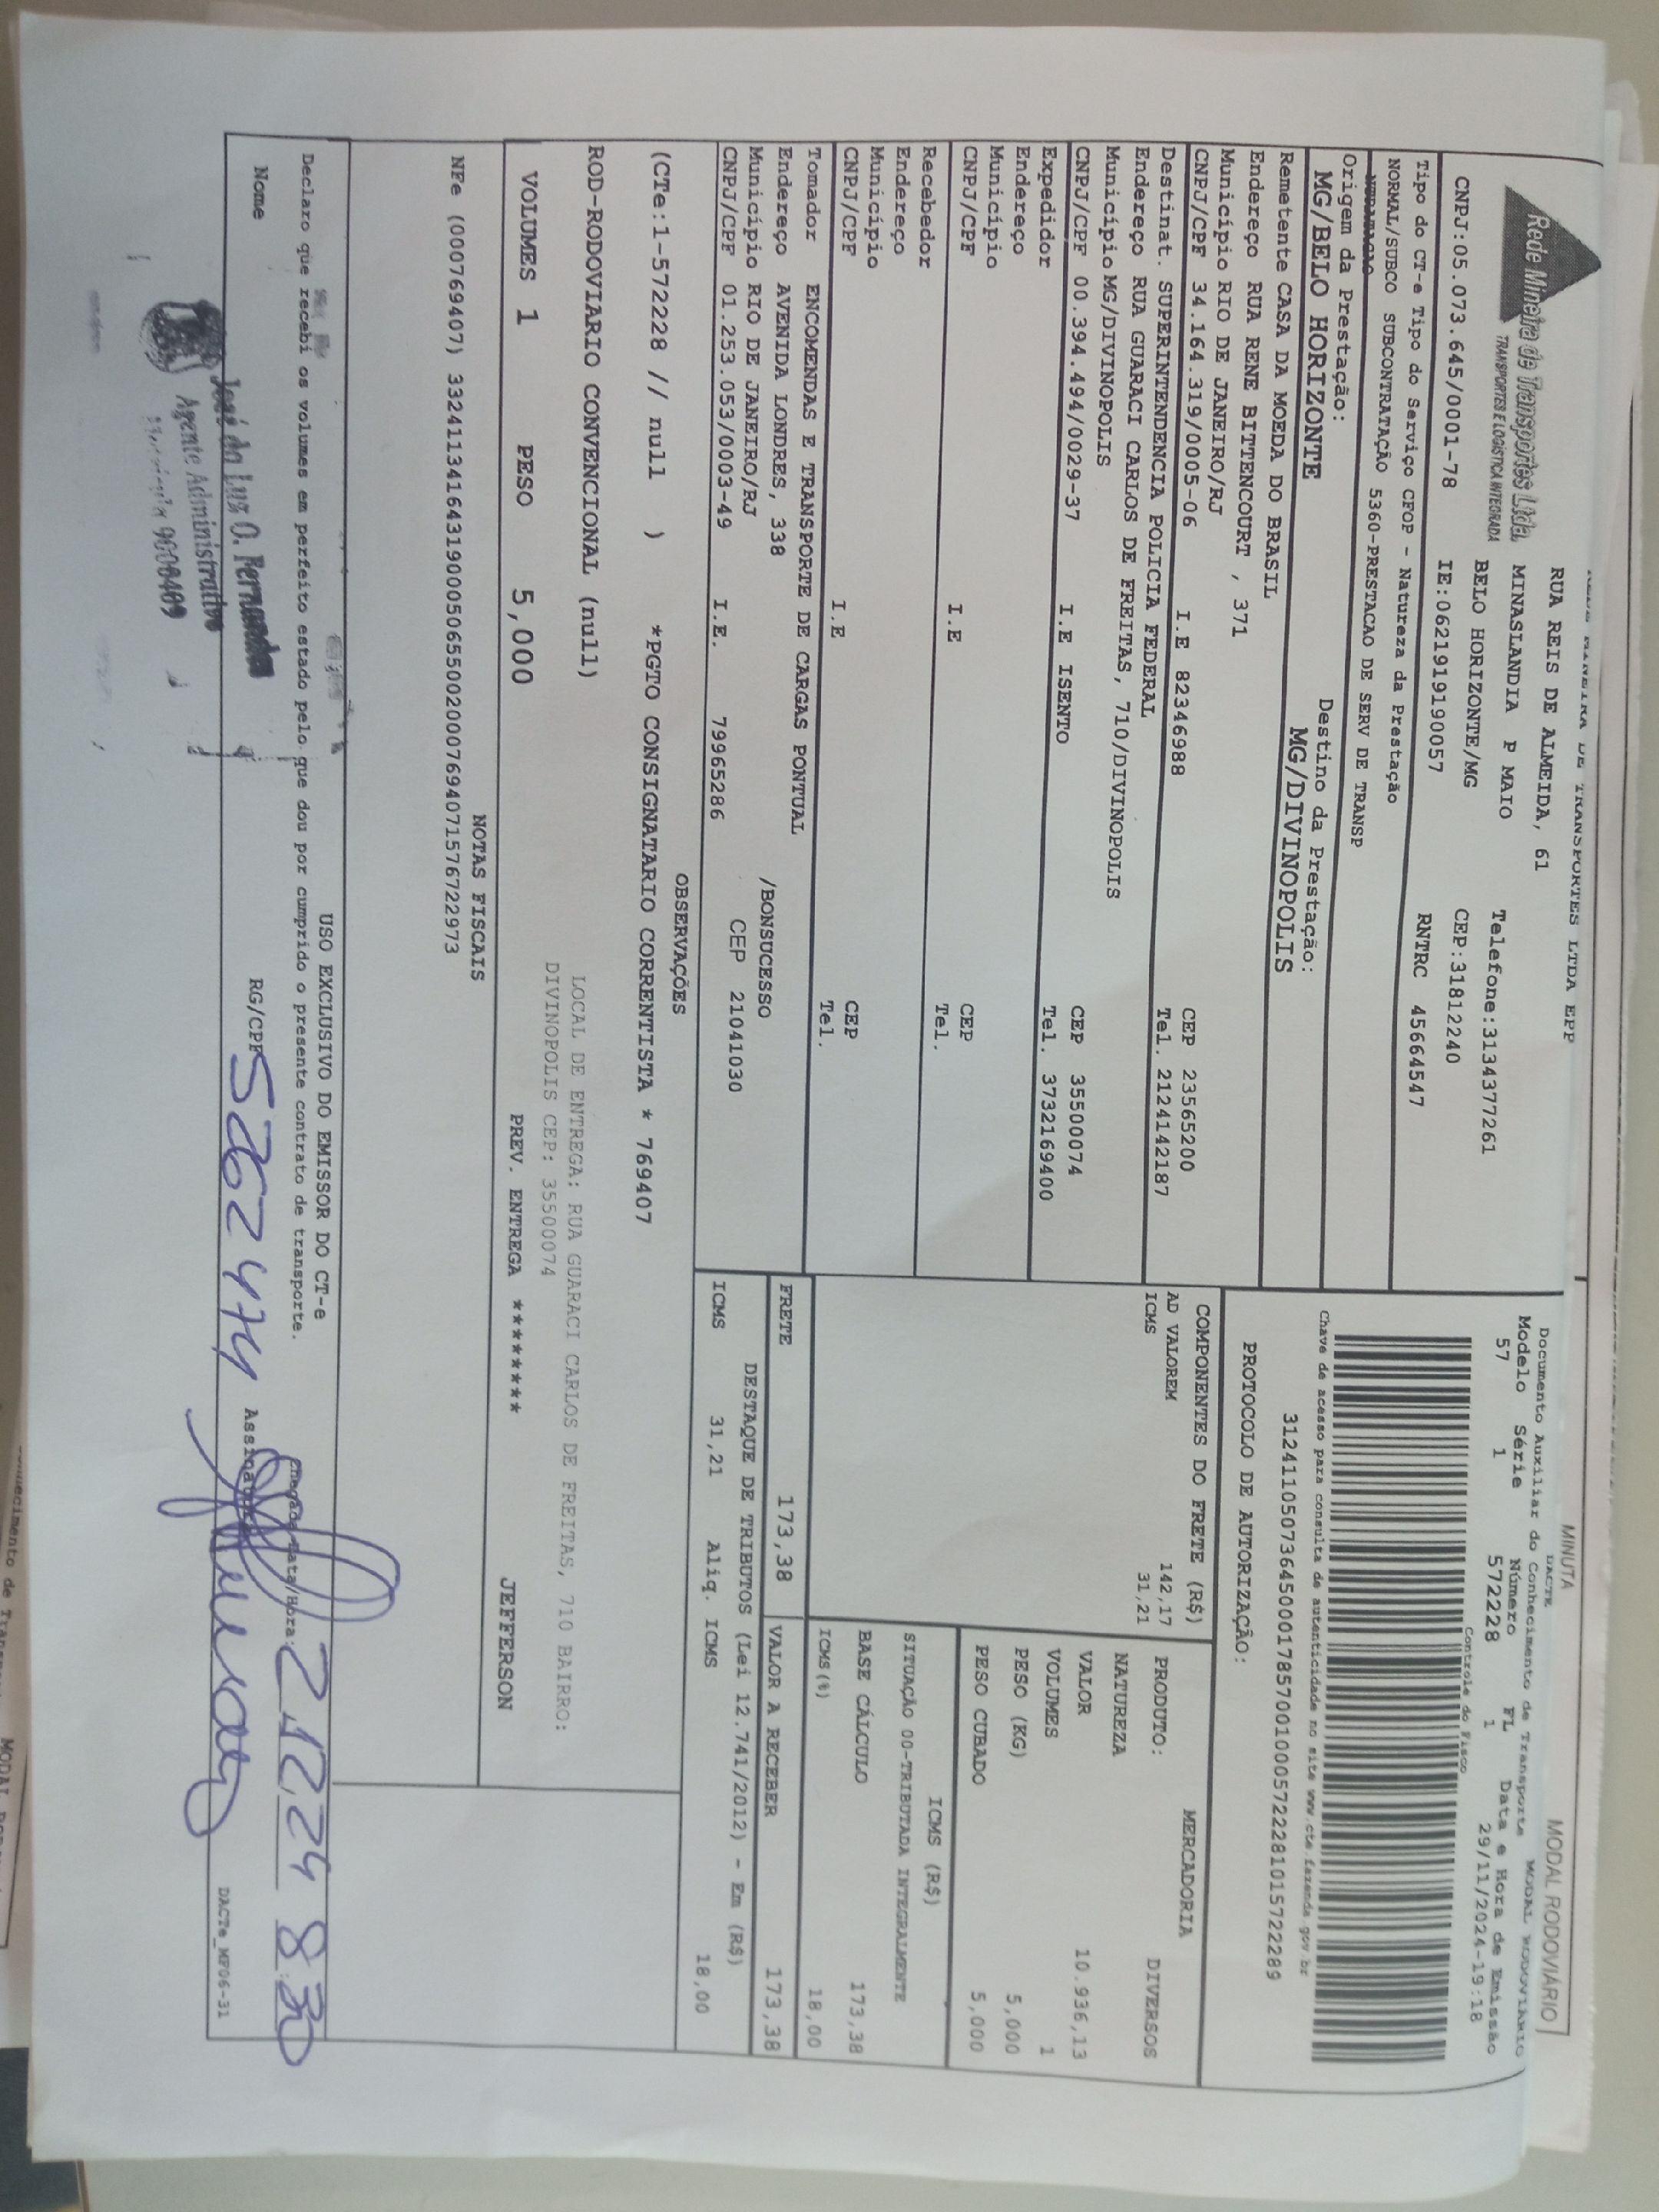 Rede Mineira de Transportes Ltda.
TRANSPORTES E LOGÍSTICA INTEGRADA
REDE MINEIRA DE TRANSPORTES LTDA EPP
RUA REIS DE ALMEIDA, 61
MINASLANDIA P MAIO Telefone:3134377261
BELO HORIZONTE/MG CEP:31812240
CNPJ:05.073.645/0001-78 IE:0621919190057 RNTRC 45664547
MINUTA MODAL RODOVIÁRIO
DACTE MODAL RODOVIÁRIO
Documento Auxiliar do Conhecimento de Transporte
Modelo Série Número FL Data e Hora de Emissão
57 1 572228 1 29/11/2024-19:18
Controle do Fisco
Tipo do CT-e Tipo do Serviço CFOP - Natureza da Prestação
NORMAL/SUBCO SUBCONTRATAÇÃO 5360-PRESTACAO DE SERV DE TRANSP
Origem da Prestação: Destino da Prestação:
MG/BELO HORIZONTE MG/DIVINOPOLIS
Chave de acesso para consulta de autenticidade no site www.cte.fazenda.gov.br
31241105073645000178570010005722281015722289
PROTOCOLO DE AUTORIZAÇÃO:
Remetente CASA DA MOEDA DO BRASIL
Endereço RUA RENE BITTENCOURT , 371
Município RIO DE JANEIRO/RJ CEP 23565200
CNPJ/CPF 34.164.319/0005-06 I.E 82346988 Tel. 2124142187
Destinat. SUPERINTENDENCIA POLICIA FEDERAL
Endereço RUA GUARACI CARLOS DE FREITAS, 710/DIVINOPOLIS
Município MG/DIVINOPOLIS CEP 35500074
CNPJ/CPF 00.394.494/0029-37 I.E ISENTO Tel. 3732169400
Expedidor
Endereço
Município CEP
CNPJ/CPF I.E Tel.
Recebedor
Endereço
Município CEP
CNPJ/CPF I.E Tel.
Tomador ENCOMENDAS E TRANSPORTE DE CARGAS PONTUAL
Endereço AVENIDA LONDRES, 338 /BONSUCESSO
Município RIO DE JANEIRO/RJ CEP 21041030
CNPJ/CPF 01.253.053/0003-49 I.E. 79965286
COMPONENTES DO FRETE (R$)
AD VALOREM 142,17
ICMS 31,21
MERCADORIA
PRODUTO: DIVERSOS
NATUREZA
VALOR 10.936,13
VOLUMES 1
PESO (KG) 5,000
PESO CUBADO 5,000
ICMS (R$)
SITUAÇÃO 00-TRIBUTADA INTEGRALMENTE
BASE CÁLCULO 173,38
ICMS(%) 18,00
FRETE 173,38 VALOR A RECEBER 173,38
DESTAQUE DE TRIBUTOS (Lei 12.741/2012) - Em (R$)
ICMS 31,21 Aliq. ICMS 18,00
OBSERVAÇÕES
(CTe:1-572228 // null ) *PGTO CONSIGNATARIO CORRENTISTA * 769407
ROD-RODOVIARIO CONVENCIONAL (null)
LOCAL DE ENTREGA: RUA GUARACI CARLOS DE FREITAS, 710 BAIRRO:
DIVINOPOLIS CEP: 35500074
VOLUMES 1 PESO 5,000 PREV. ENTREGA ******** JEFFERSON
NOTAS FISCAIS
NFe (000769407) 33241134164319000506550020007694071576722973
USO EXCLUSIVO DO EMISSOR DO CT-e
Declaro que recebi os volumes em perfeito estado pelo que dou por cumprido o presente contrato de transporte.
Chegada Data/Hora: 2 12 24 8:30
Nome RG/CPF 5262474 Assinatura
José da Luz O. Fernandes
Agente Administrativo
DACTe_MF06-31